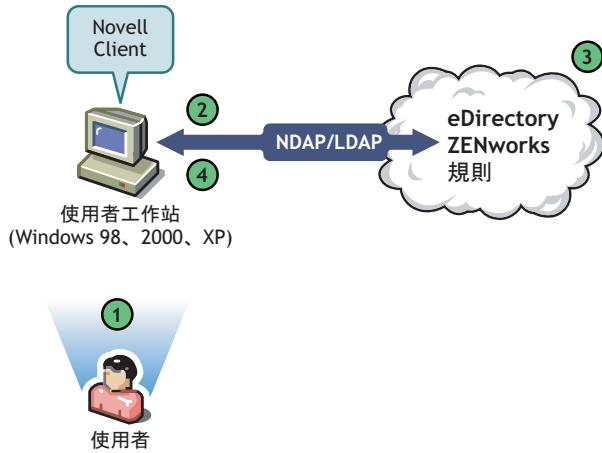 Novell
Client
3
2
eDirectory
ZENworks
規則
NDAP/LDAP
4
使用者工作站
(Windows 98、2000、XP)
1
使用者